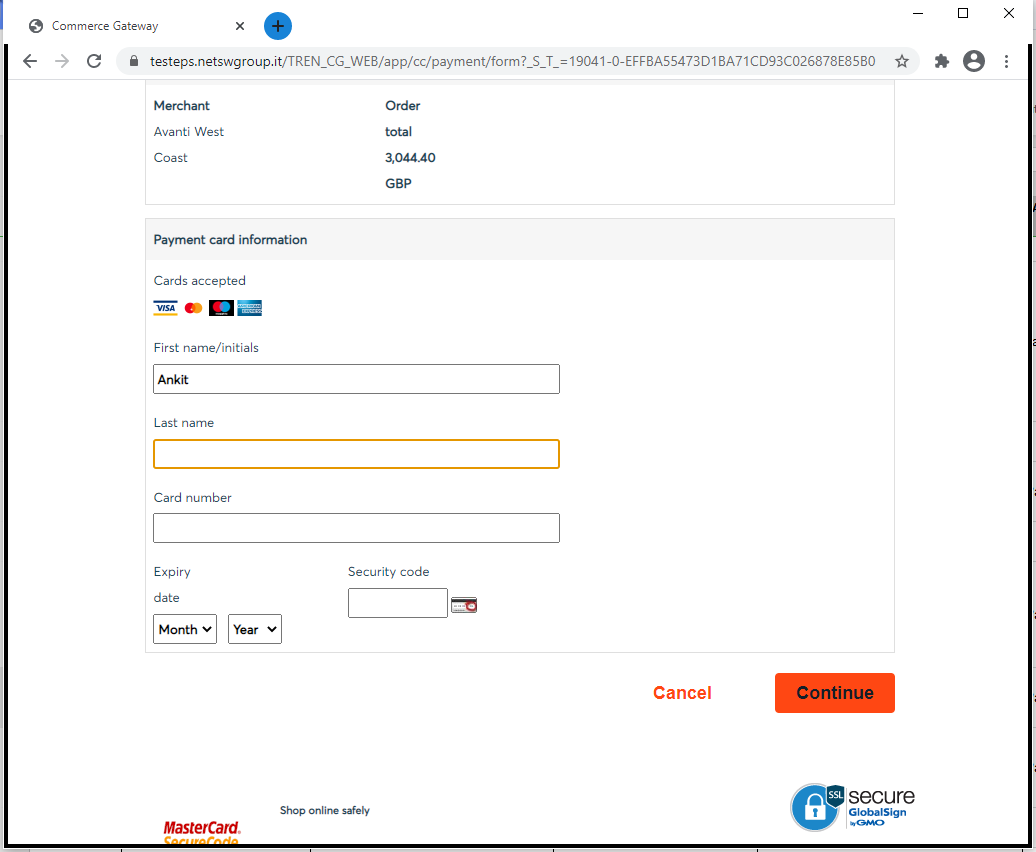 Commerce Gateway
testeps.netswgroup.it/TREN_CG_WEB/app/cc/payment/form?_S_T_=19041-0-EFFBA55473D1BA71CD93C026878E85B0
Merchant Order
Avanti West total
Coast 3,044.40
GBP
Payment card information
Cards accepted
VISA
First name/initials
Ankit
Last name
Card number
Expiry Security code
date
Month Year
Cancel Continue
Shop online safely
MasterCard.
SecureCode
SSL secure
GlobalSign
by GMO